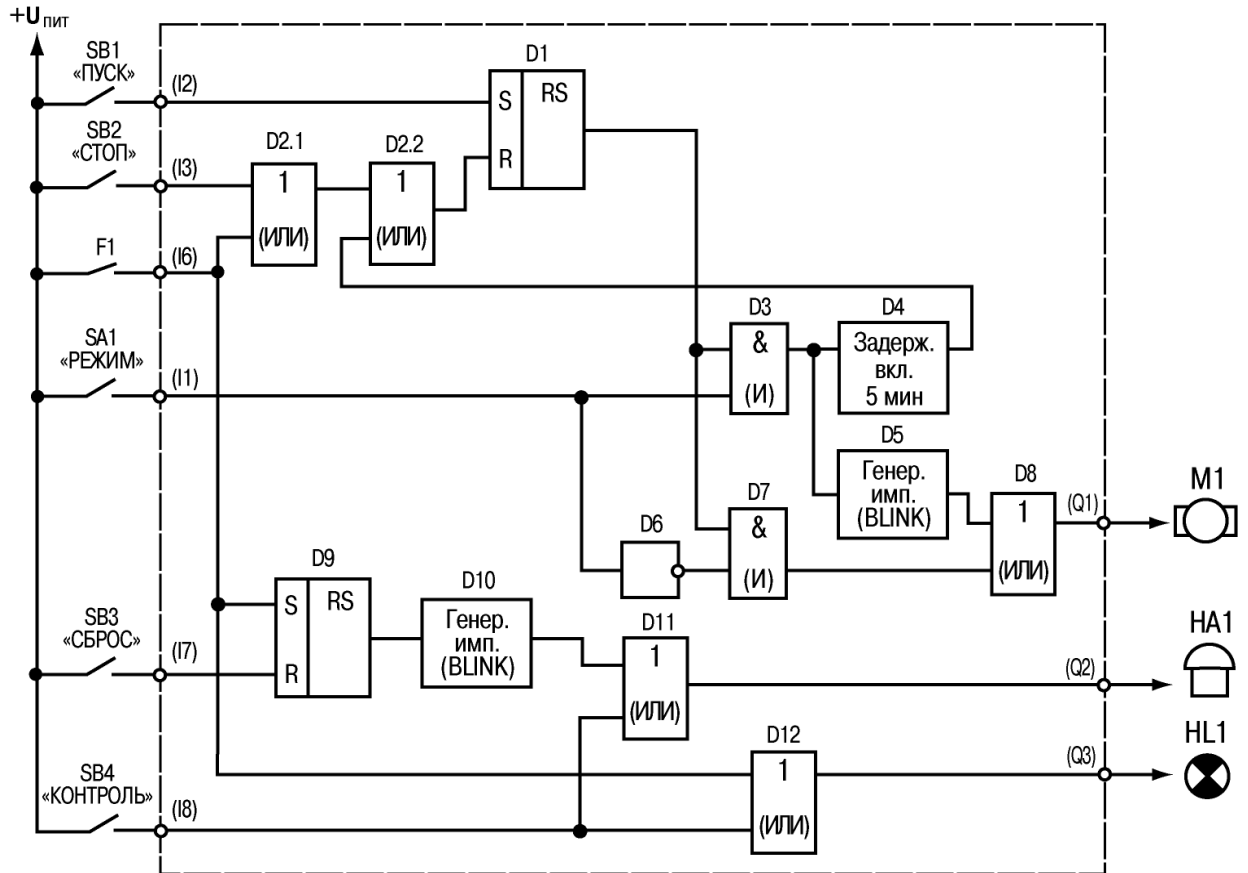 +Uпит
SB1
«ПУСК»
(I2)
D1
S
RS
R
SB2
«СТОП»
(I3)
D2.1
1
(ИЛИ)
D2.2
1
(ИЛИ)
F1
(I6)
SA1
«РЕЖИМ»
(I1)
D3
&
(И)
D4
Задерж.
вкл.
5 мин
D5
Генер.
имп.
(BLINK)
D6
D7
&
(И)
D8
1
(ИЛИ)
(Q1)
M1
D9
S
RS
R
D10
Генер.
имп.
(BLINK)
D11
1
(ИЛИ)
SB3
«СБРОС»
(I7)
(Q2)
HA1
D12
1
(ИЛИ)
(Q3)
HL1
SB4
«КОНТРОЛЬ»
(I8)